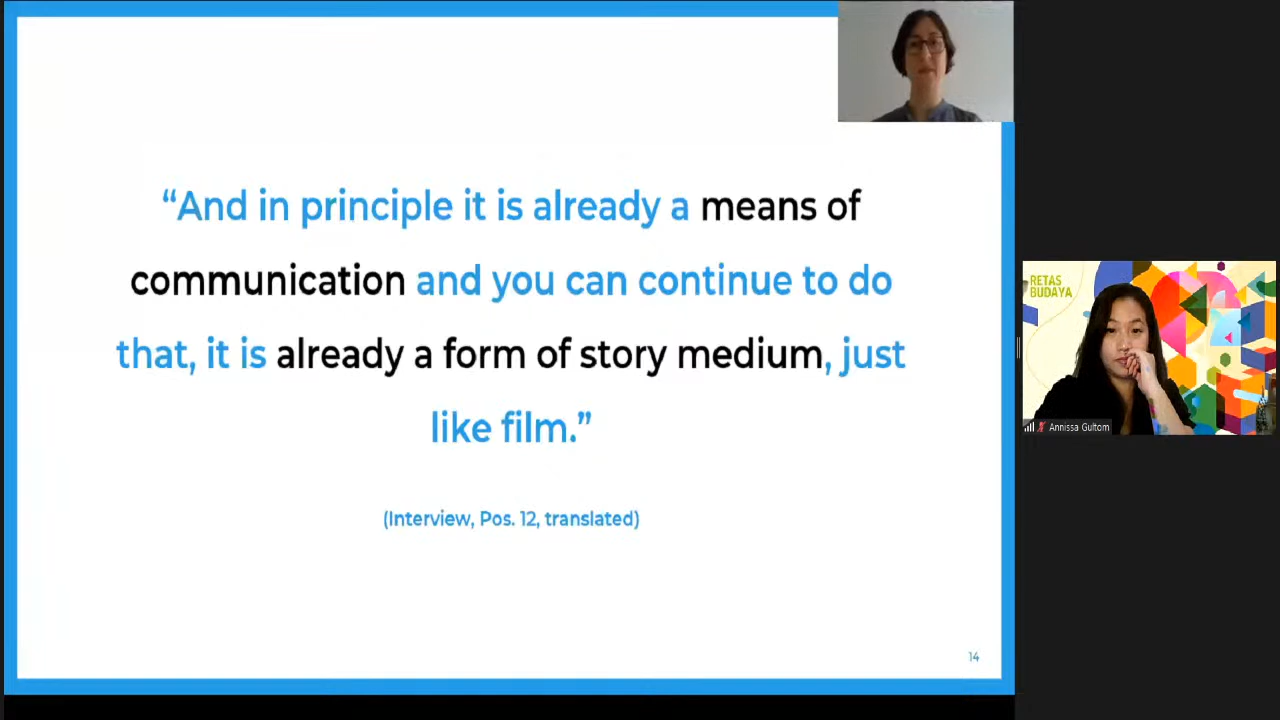 “And in principle it is already a means of
communication and you can continue to do
that, it is already a form of story medium, just
like film.”
(Interview, Pos. 12, translated)
14
RETAS
BUDAYA
Annissa Gultom